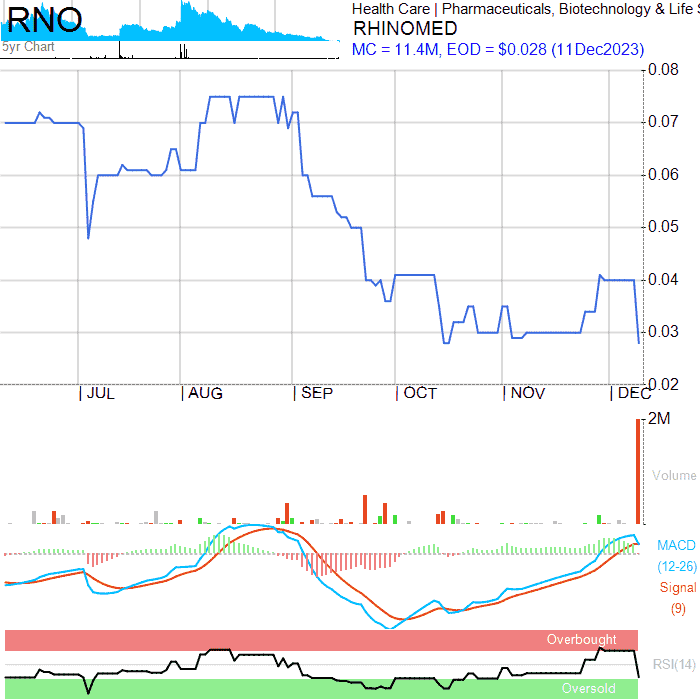 RNO
5yr Chart
Health Care | Pharmaceuticals, Biotechnology & Life S
RHINOMED
MC = 11.4M, EOD = $0.028 (11Dec2023)
0.08
0.07
0.06
0.05
0.04
0.03
0.02
JUL AUG SEP OCT NOV DEC
2M
Volume
MACD
(12-26)
Signal
(9)
Overbought
RSI(14)
Oversold